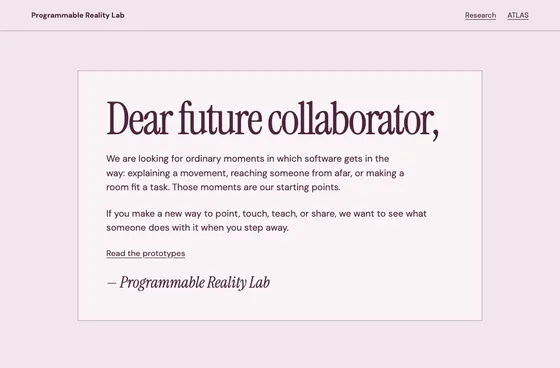 Programmable Reality Lab
Research
ATLAS
Dear future collaborator,
We are looking for ordinary moments in which software gets in the
way: explaining a movement, reaching someone from afar, or making a
room fit a task. Those moments are our starting points.
If you make a new way to point, touch, teach, or share, we want to see what
someone does with it when you step away.
Read the prototypes
— Programmable Reality Lab